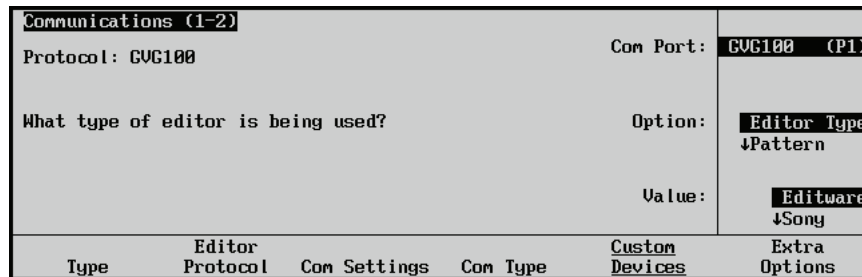 Communications (1-2)
Protocol: GVG100
Com Port: GVG100 (P1)
What type of editor is being used?
Option: Editor Type
↓Pattern
Value: Editware
↓Sony
Type Editor Protocol Com Settings Com Type Custom Devices Extra Options